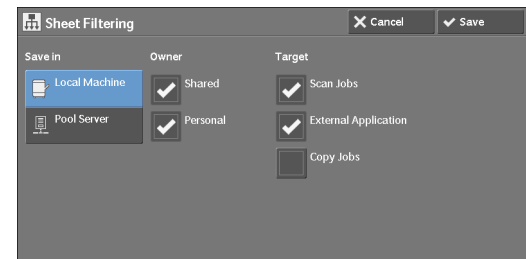 Sheet Filtering
Cancel
Save
Save in
Owner
Target
Local Machine
Shared
Scan Jobs
Pool Server
Personal
External Application
Copy Jobs